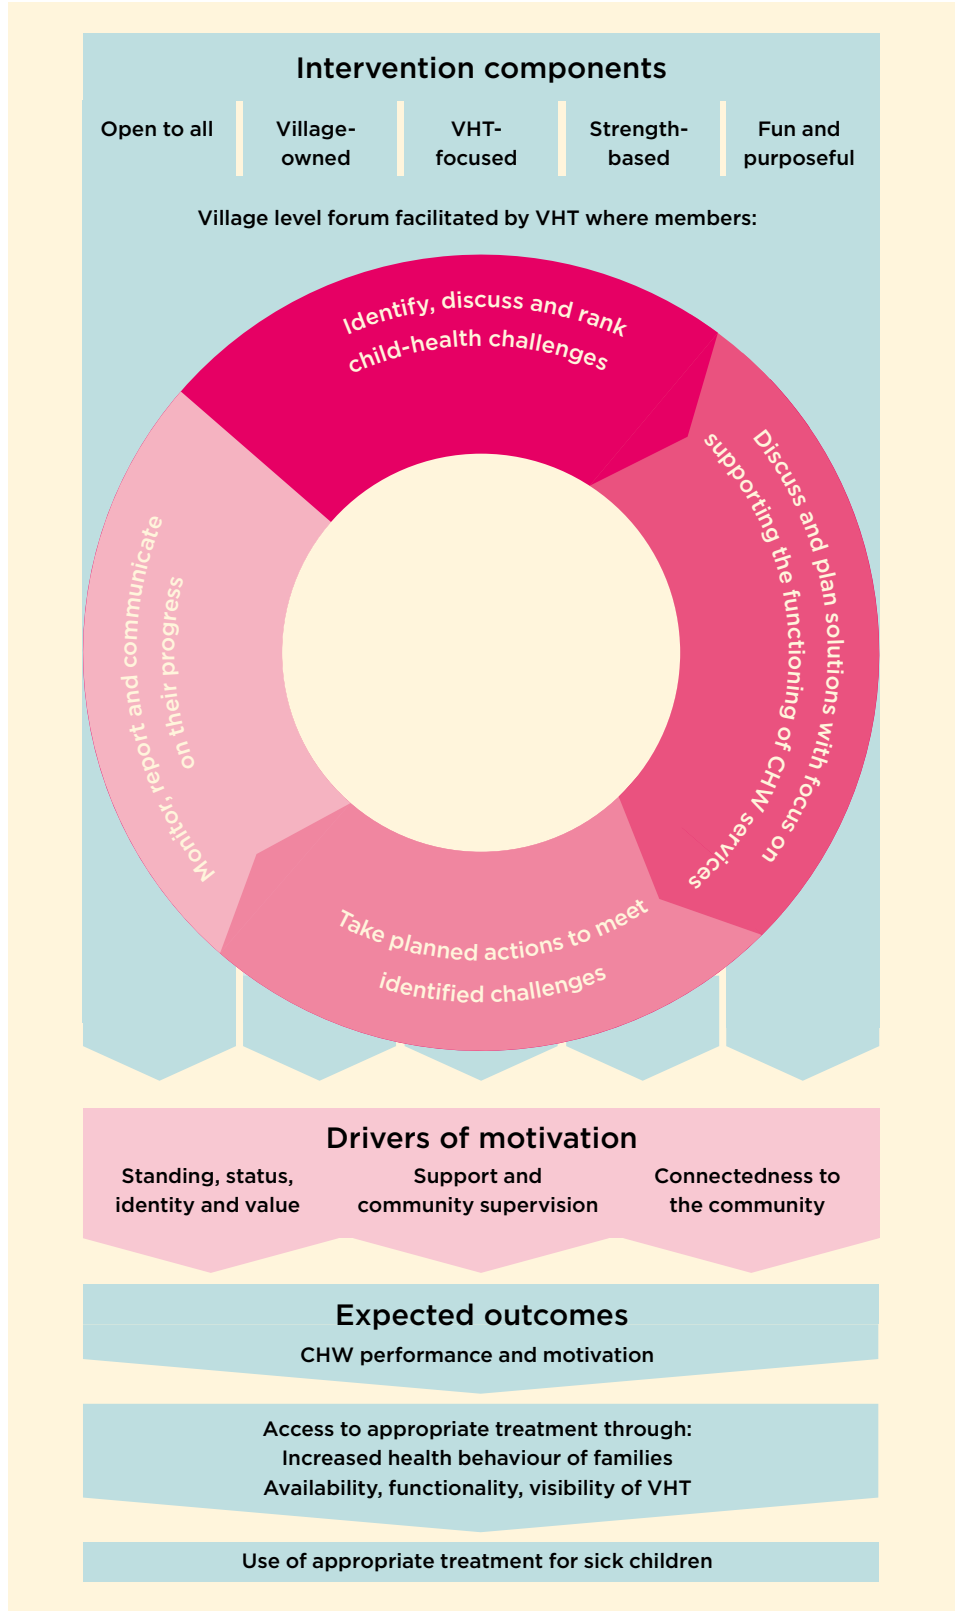 Intervention components
Open to all
Village-
owned
VHT-
focused
Strength-
based
Fun and
purposeful
Village level forum facilitated by VHT where members:
Identify, discuss and rank
child-health challenges
Discuss and plan solutions with focus on
supporting the functioning of CHW services
Take planned actions to meet
identified challenges
Monitor, report and communicate
on their progress
Drivers of motivation
Standing, status,
identity and value
Support and
community supervision
Connectedness to
the community
Expected outcomes
CHW performance and motivation
Access to appropriate treatment through:
Increased health behaviour of families
Availability, functionality, visibility of VHT
Use of appropriate treatment for sick children